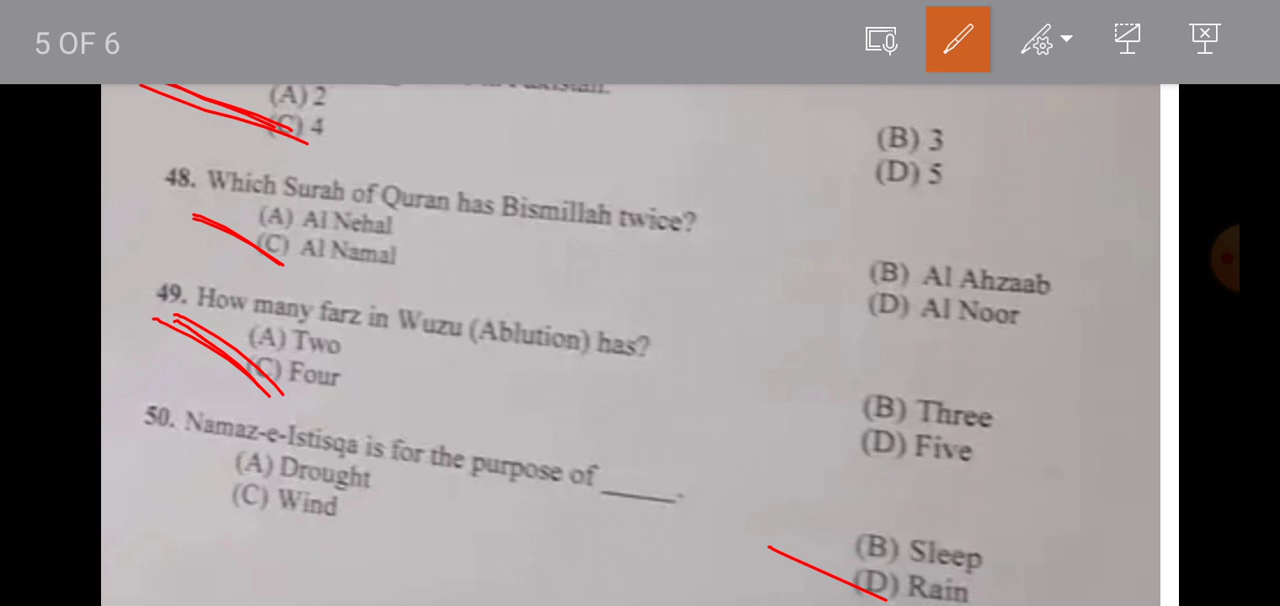 5 OF 6
(A) 2
(B) 3
(C) 4
(D) 5
48. Which Surah of Quran has Bismillah twice?
(A) Al Nehal
(B) Al Ahzaab
(C) Al Namal
(D) Al Noor
49. How many farz in Wuzu (Ablution) has?
(A) Two
(B) Three
(C) Four
(D) Five
50. Namaz-e-Istisqa is for the purpose of _____.
(A) Drought
(B) Sleep
(C) Wind
(D) Rain